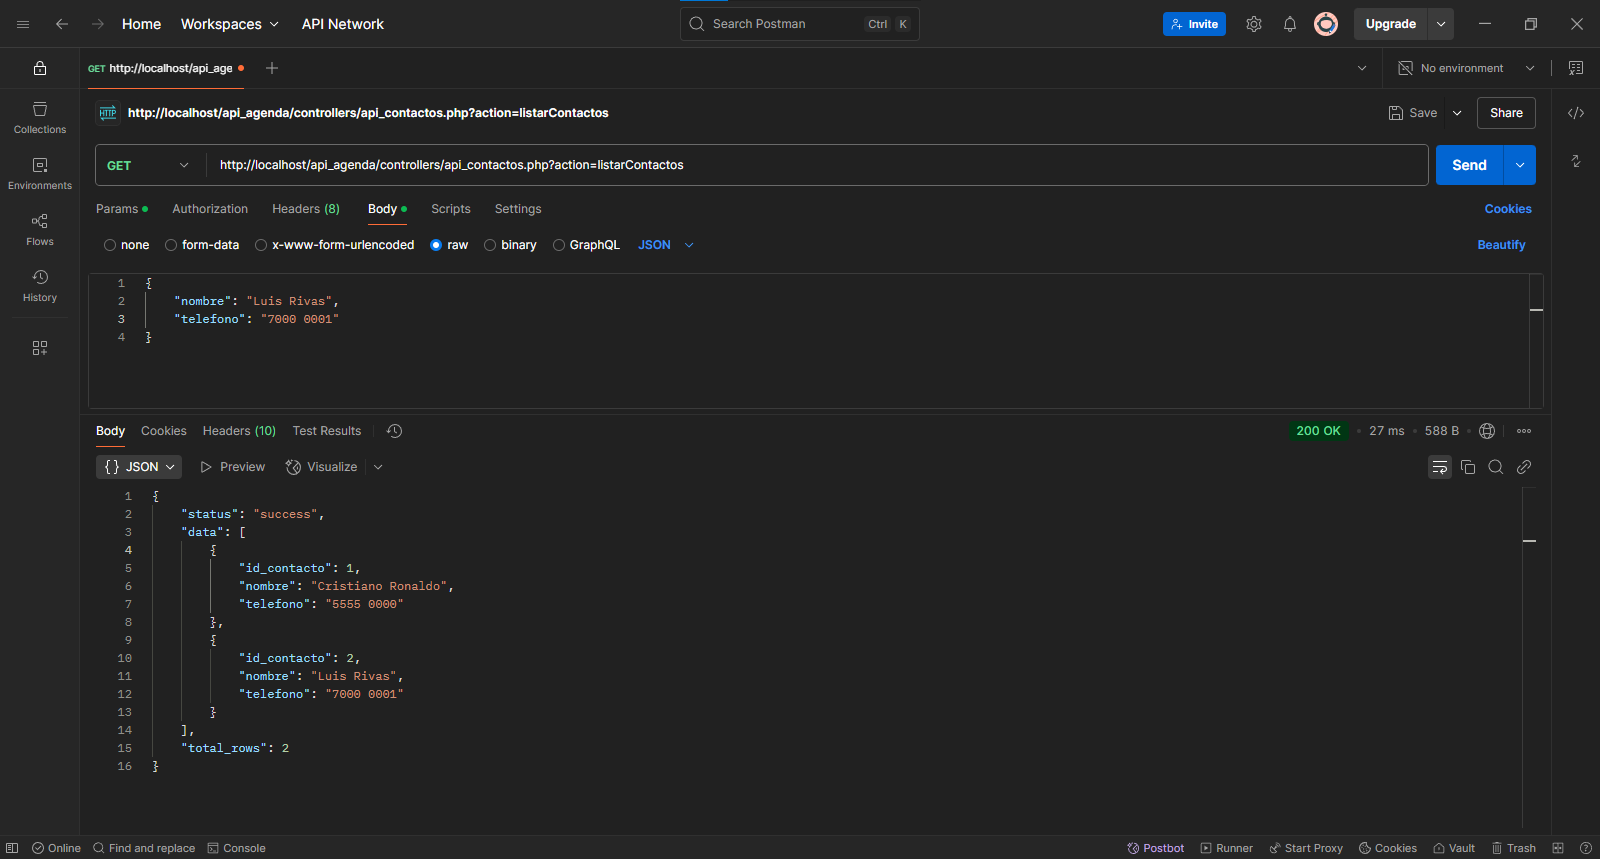 Home Workspaces API Network Search Postman Ctrl K Invite Upgrade
GET http://localhost/api_age No environment
HTTP http://localhost/api_agenda/controllers/api_contactos.php?action=listarContactos Save Share
GET http://localhost/api_agenda/controllers/api_contactos.php?action=listarContactos Send
Collections
Environments
Flows
History
Params Authorization Headers (8) Body Scripts Settings Cookies
none form-data x-www-form-urlencoded raw binary GraphQL JSON Beautify
1 {
2 "nombre": "Luis Rivas",
3 "telefono": "7000 0001"
4 }
Body Cookies Headers (10) Test Results 200 OK • 27 ms • 588 B •
{} JSON Preview Visualize
1 {
2 "status": "success",
3 "data": [
4 {
5 "id_contacto": 1,
6 "nombre": "Cristiano Ronaldo",
7 "telefono": "5555 0000"
8 },
9 {
10 "id_contacto": 2,
11 "nombre": "Luis Rivas",
12 "telefono": "7000 0001"
13 }
14 ],
15 "total_rows": 2
16 }
Online Find and replace Console Postbot Runner Start Proxy Cookies Vault Trash